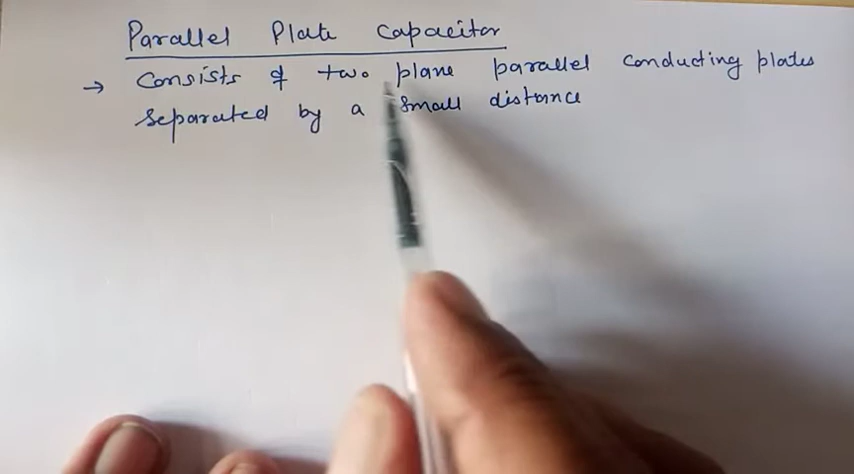 Parallel Plate Capacitor
→ Consists of two plane parallel conducting plates
separated by a small distance